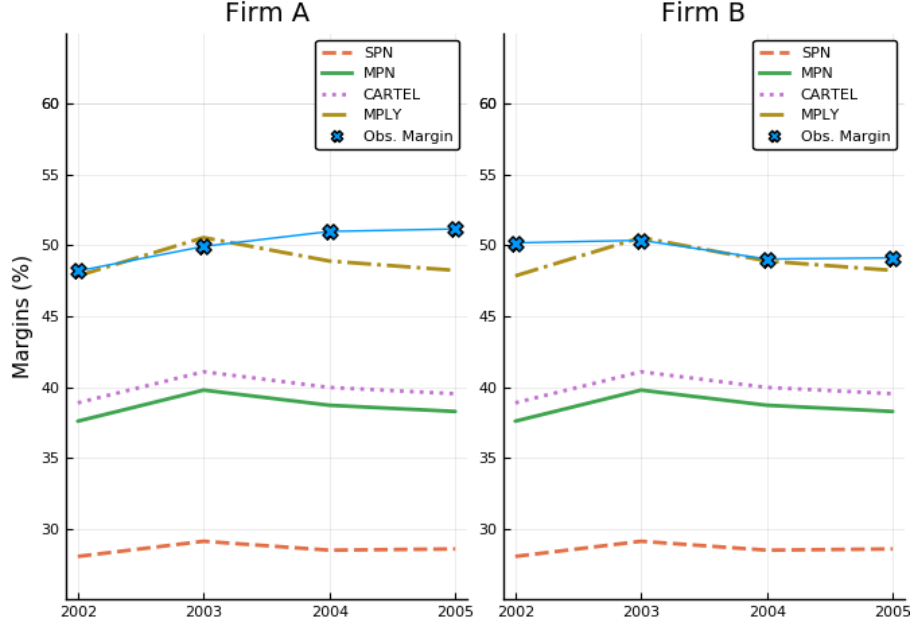 Firm A
SPN
MPN
CARTEL
MPLY
Obs. Margin
60
55
50
45
40
35
30
Margins (%)
2002
2003
2004
2005
Firm B
SPN
MPN
CARTEL
MPLY
Obs. Margin
60
55
50
45
40
35
30
2002
2003
2004
2005